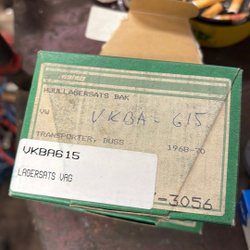 HJULLAGERSATS BAK
VW
VKBA-615
TRANSPORTER, BUSS 1968-70
VKBA615
LAGERSATS VAG
-3056